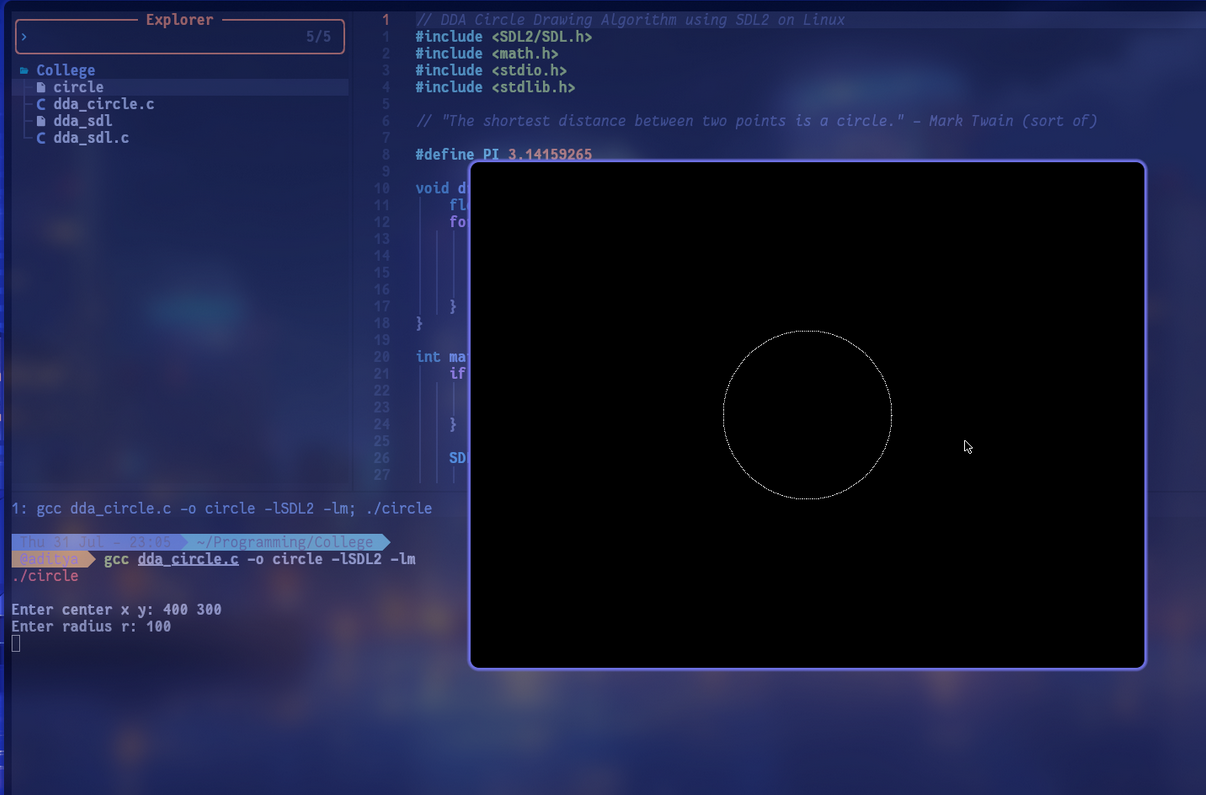 Explorer
› 5/5
College
circle
dda_circle.c
dda_sdl
dda_sdl.c
1 // DDA Circle Drawing Algorithm using SDL2 on Linux
1 #include <SDL2/SDL.h>
2 #include <math.h>
3 #include <stdio.h>
4 #include <stdlib.h>
5
6 // "The shortest distance between two points is a circle." – Mark Twain (sort of)
7
8 #define PI 3.14159265
9
10 void d
11 flo
12 fo
13
14
15
16
17 }
18 }
19
20 int ma
21 if
22
23
24 }
25
26 SD
27
1: gcc dda_circle.c -o circle -lSDL2 -lm; ./circle
Thu 31 Jul - 23:05 ~/Programming/College
@aditya gcc dda_circle.c -o circle -lSDL2 -lm
./circle
Enter center x y: 400 300
Enter radius r: 100